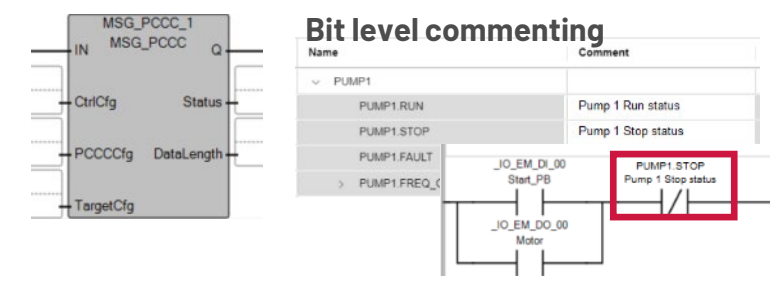 MSG_PCCC_1
MSG_PCCC
IN
Q
CtrlCfg
Status
PCCCCfg
DataLength
TargetCfg
Bit level commenting
Name
Comment
PUMP1
PUMP1.RUN
Pump 1 Run status
PUMP1.STOP
Pump 1 Stop status
PUMP1.FAULT
PUMP1.FREQ_
_IO_EM_DI_00
Start_PB
PUMP1.STOP
Pump 1 Stop status
_IO_EM_DO_00
Motor